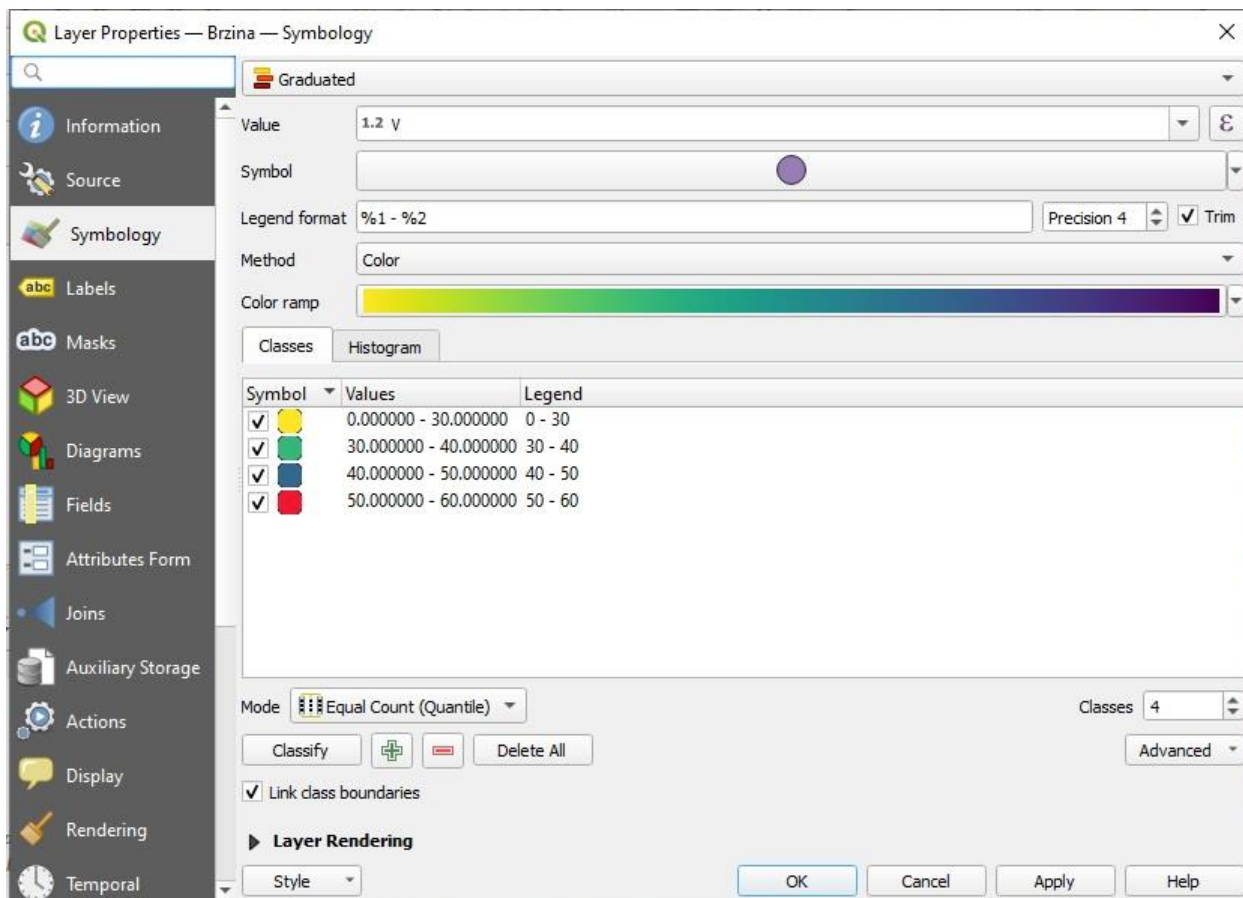 Layer Properties — Brzina — Symbology
Graduated
Information
Value 1.2 V ε
Source
Symbol
Symbology
Legend format %1 - %2 Precision 4 Trim
Method Color
abc Labels
Color ramp
abc Masks
Classes Histogram
3D View
Symbol Values Legend
0.000000 - 30.000000 0 - 30
Diagrams
30.000000 - 40.000000 30 - 40
40.000000 - 50.000000 40 - 50
Fields
50.000000 - 60.000000 50 - 60
Attributes Form
Joins
Auxiliary Storage
Mode Equal Count (Quantile) Classes 4
Actions
Classify Delete All Advanced
Display
Link class boundaries
Rendering
Layer Rendering
Temporal
Style OK Cancel Apply Help